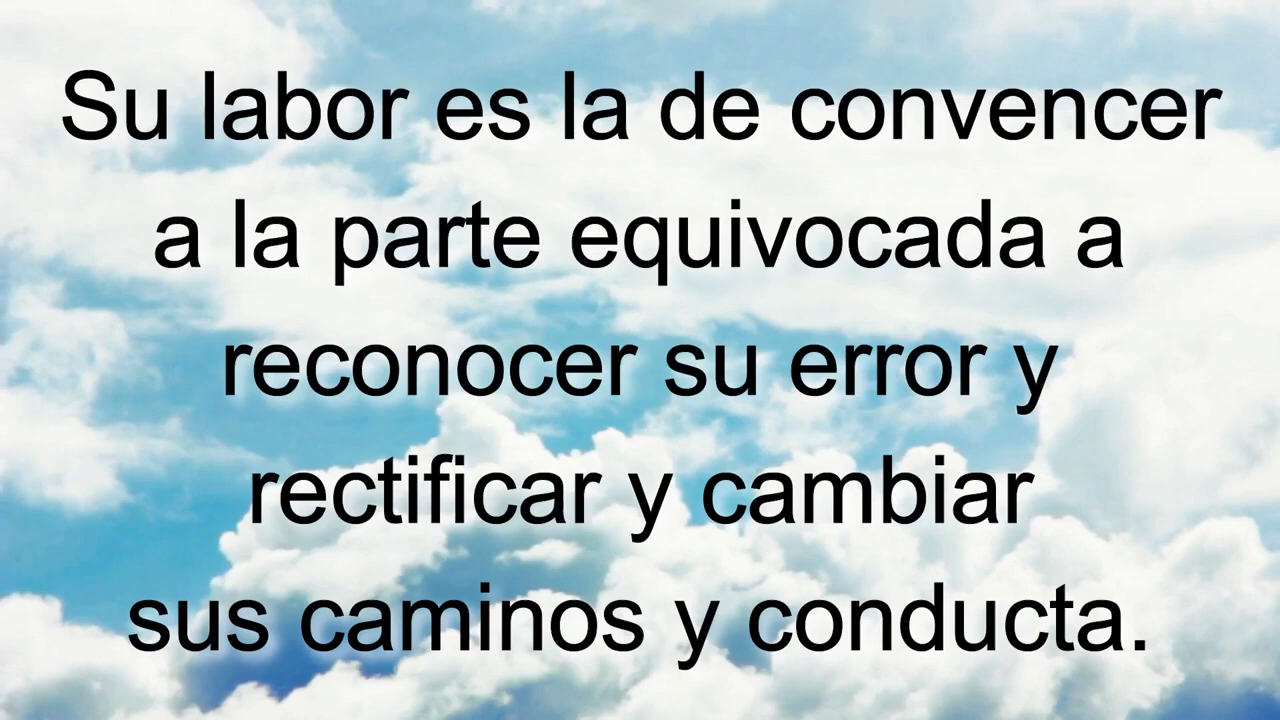 Su labor es la de convencer
a la parte equivocada a
reconocer su error y
rectificar y cambiar
sus caminos y conducta.